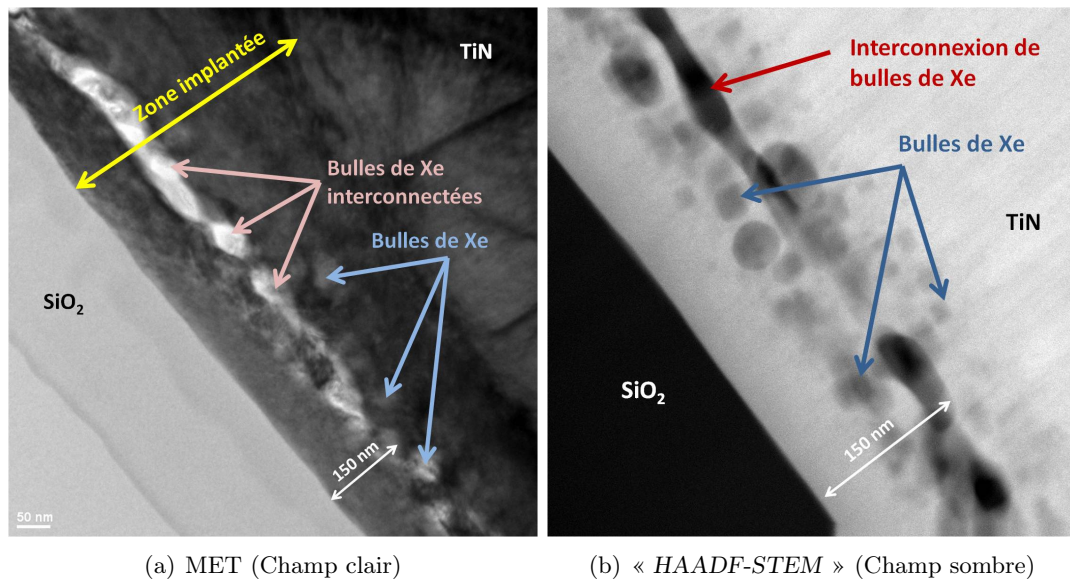 TiN
Zone implantée
Bulles de Xe
interconnectées
Bulles de Xe
SiO₂
150 nm
50 nm
Interconnexion de
bulles de Xe
Bulles de Xe
TiN
SiO₂
150 nm
(a) MET (Champ clair)
(b) « HAADF-STEM » (Champ sombre)